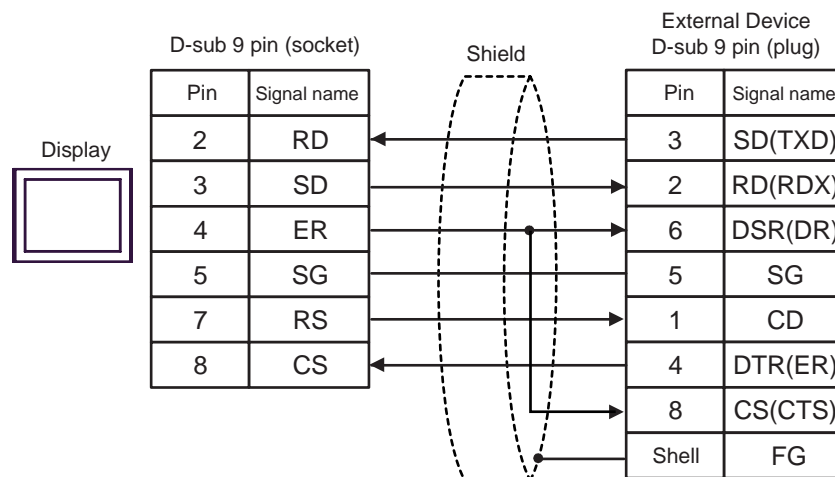 External Device
D-sub 9 pin (socket)
Shield
D-sub 9 pin (plug)
Display
Pin Signal name
2 RD
3 SD
4 ER
5 SG
7 RS
8 CS
Pin Signal name
3 SD(TXD)
2 RD(RDX)
6 DSR(DR)
5 SG
1 CD
4 DTR(ER)
8 CS(CTS)
Shell FG